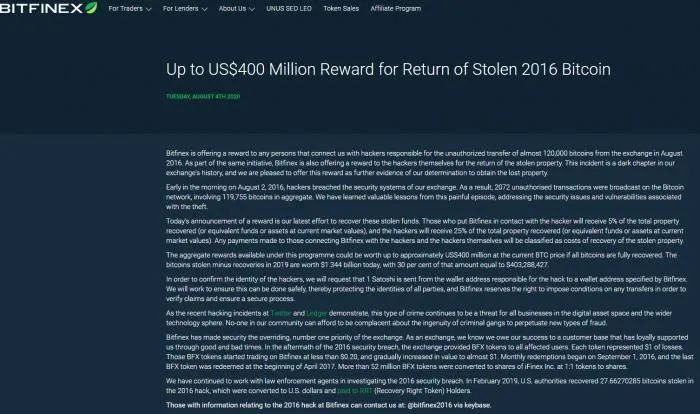 BITFINEX For Traders For Lenders About Us UNUS SED LEO Token Sales Affiliate Program
Up to US$400 Million Reward for Return of Stolen 2016 Bitcoin
TUESDAY, AUGUST 4TH 2020
Bitfinex is offering a reward to any persons that connect us with hackers responsible for the unauthorized transfer of almost 120,000 bitcoins from the exchange in August
2016. As part of the same initiative, Bitfinex is also offering a reward to the hackers themselves for the return of the stolen property. This incident is a dark chapter in our
exchange's history, and we are pleased to offer this reward as further evidence of our determination to obtain the lost property.
Early in the morning on August 2, 2016, hackers breached the security systems of our exchange. As a result, 2072 unauthorised transactions were broadcast on the Bitcoin
network, involving 119,755 bitcoins in aggregate. We have learned valuable lessons from this painful episode, addressing the security issues and vulnerabilities associated
with the theft.
Today's announcement of a reward is our latest effort to recover these stolen funds. Those who put Bitfinex in contact with the hacker will receive 5% of the total property
recovered (or equivalent funds or assets at current market values), and the hackers will receive 25% of the total property recovered (or equivalent funds or assets at current
market values). Any payments made to those connecting Bitfinex with the hackers and the hackers themselves will be classified as costs of recovery of the stolen property.
The aggregate rewards available under this programme could be worth up to approximately US$400 million at the current BTC price if all bitcoins are fully recovered. The
bitcoins stolen minus recoveries in 2019 are worth $1.344 billion today, with 30 per cent of that amount equal to $403,288,427.
In order to confirm the identity of the hackers, we will request that 1 Satoshi is sent from the wallet address responsible for the hack to a wallet address specified by Bitfinex.
We will work to ensure this can be done safely, thereby protecting the identities of all parties, and Bitfinex reserves the right to impose conditions on any transfers in order to
verify claims and ensure a secure process.
As the recent hacking incidents at Twitter and Ledger demonstrate, this type of crime continues to be a threat for all businesses in the digital asset space and the wider
technology sphere. No-one in our community can afford to be complacent about the ingenuity of criminal gangs to perpetuate new types of fraud.
Bitfinex has made security the overriding, number one priority of the exchange. As an exchange, we know we owe our success to a customer base that has loyally supported
us through good and bad times. In the aftermath of the 2016 security breach, the exchange provided BFX tokens to all affected users. Each token represented $1 of losses.
Those BFX tokens started trading on Bitfinex at less than $0.20, and gradually increased in value to almost $1. Monthly redemptions began on September 1, 2016, and the last
BFX token was redeemed at the beginning of April 2017. More than 52 million BFX tokens were converted to shares of iFinex Inc. at 1:1 tokens to shares.
We have continued to work with law enforcement agents in investigating the 2016 security breach. In February 2019, U.S. authorities recovered 27.66270285 bitcoins stolen in
the 2016 hack, which were converted to U.S. dollars and paid to RRT (Recovery Right Token) Holders.
Those with information relating to the 2016 hack at Bitfinex can contact us at: @bitfinex2016 via keybase.